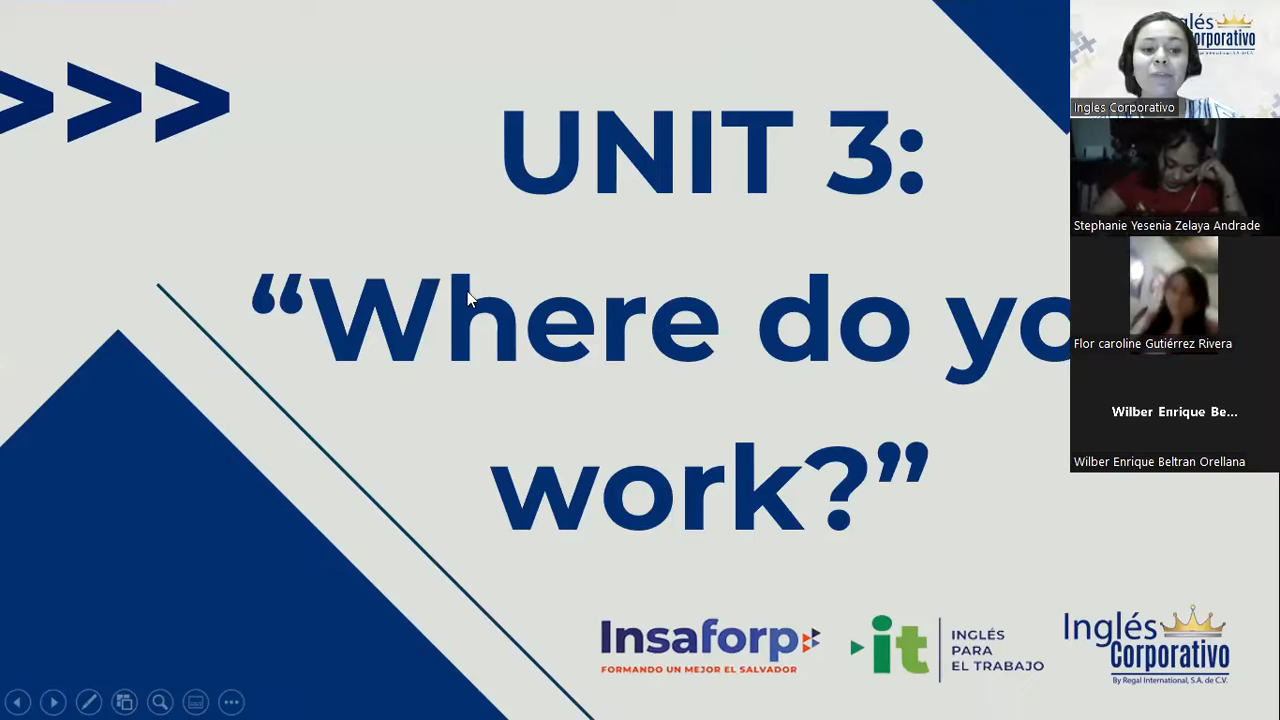 >>>
UNIT 3:
“Where do yo
work?”
Insaforp
FORMANDO UN MEJOR EL SALVADOR
it
INGLÉS
PARA
EL TRABAJO
Inglés
Corporativo
By Regal International, S.A. de C.V.
glés
Corporativo
Ingles Corporativo
Stephanie Yesenia Zelaya Andrade
Flor caroline Gutiérrez Rivera
Wilber Enrique Be...
Wilber Enrique Beltran Orellana